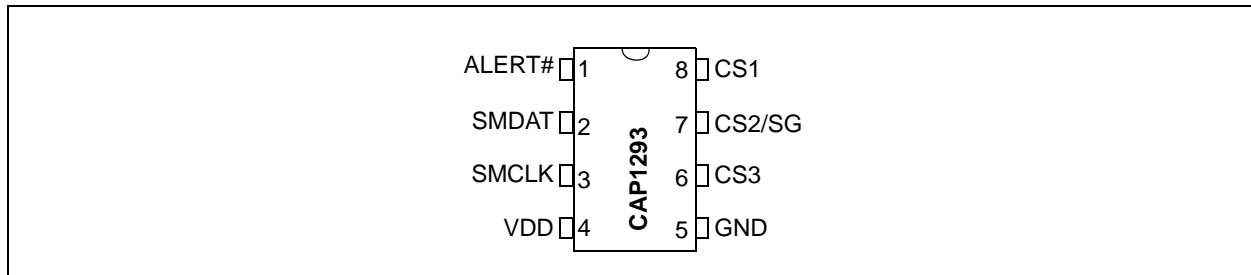 ALERT# 1 8 CS1
SMDAT 2 7 CS2/SG
SMCLK 3 6 CS3
VDD 4 5 GND
CAP1293